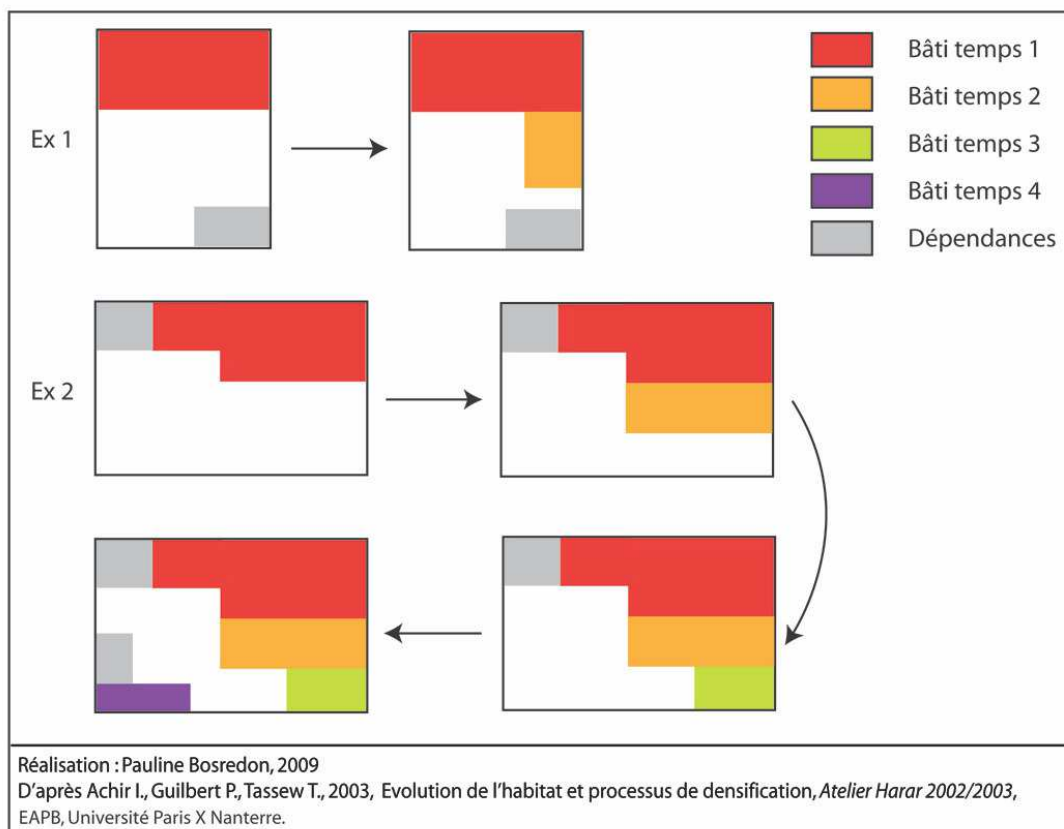 Ex 1
Bâti temps 1
Bâti temps 2
Bâti temps 3
Bâti temps 4
Dépendances
Ex 2
Réalisation : Pauline Bosredon, 2009
D'après Achir I., Guilbert P., Tassew T., 2003, Evolution de l'habitat et processus de densification, Atelier Harar 2002/2003,
EAPB, Université Paris X Nanterre.